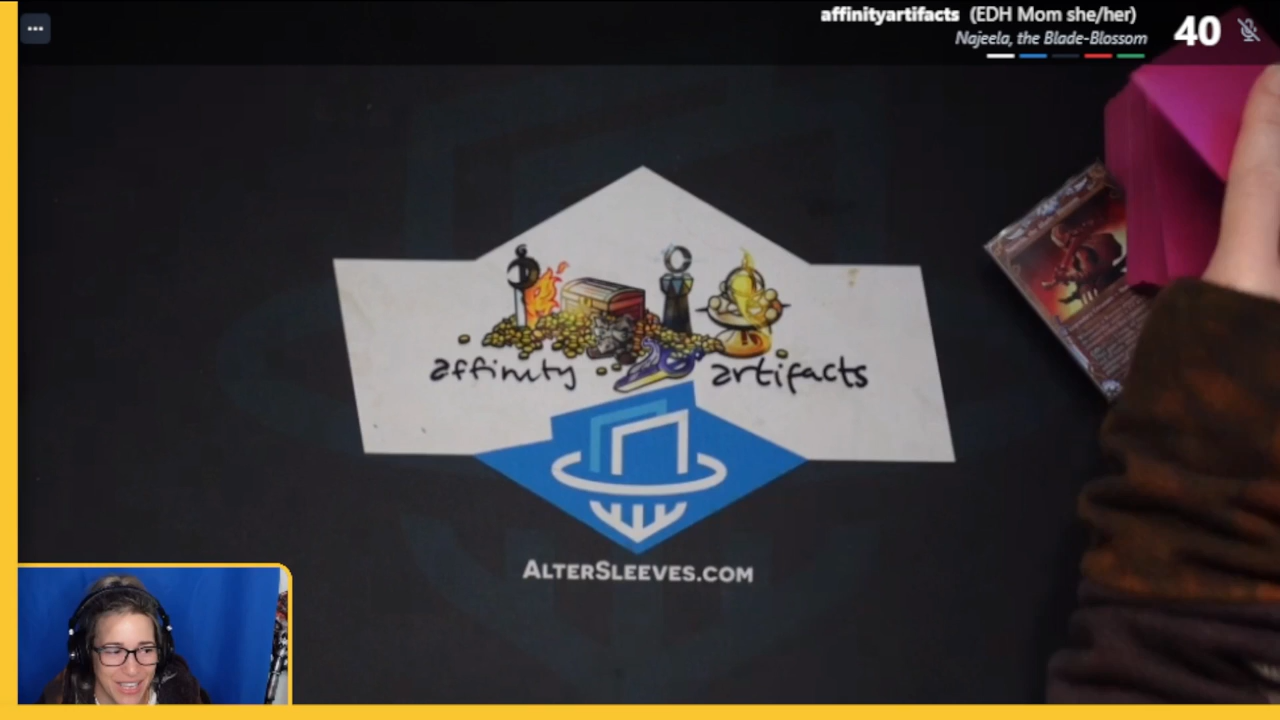 affinityartifacts (EDH Mom she/her)
Najeela, the Blade-Blossom
40
affinity artifacts
ALTERSLEEVES.COM